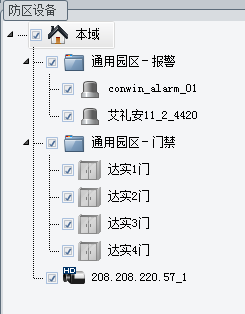 防区设备
本域
通用园区-报警
conwin_alarm_01
艾礼安11_2_4420
通用园区-门禁
达实1门
达实2门
达实3门
达实4门
HD
208.208.220.57_1